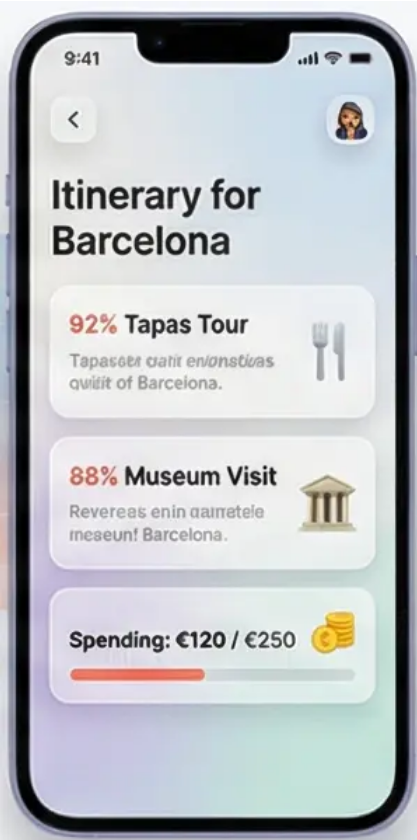 9:41
Itinerary for
Barcelona
92% Tapas Tour
of Barcelona.
88% Museum Visit
Barcelona.
Spending: €120 / €250